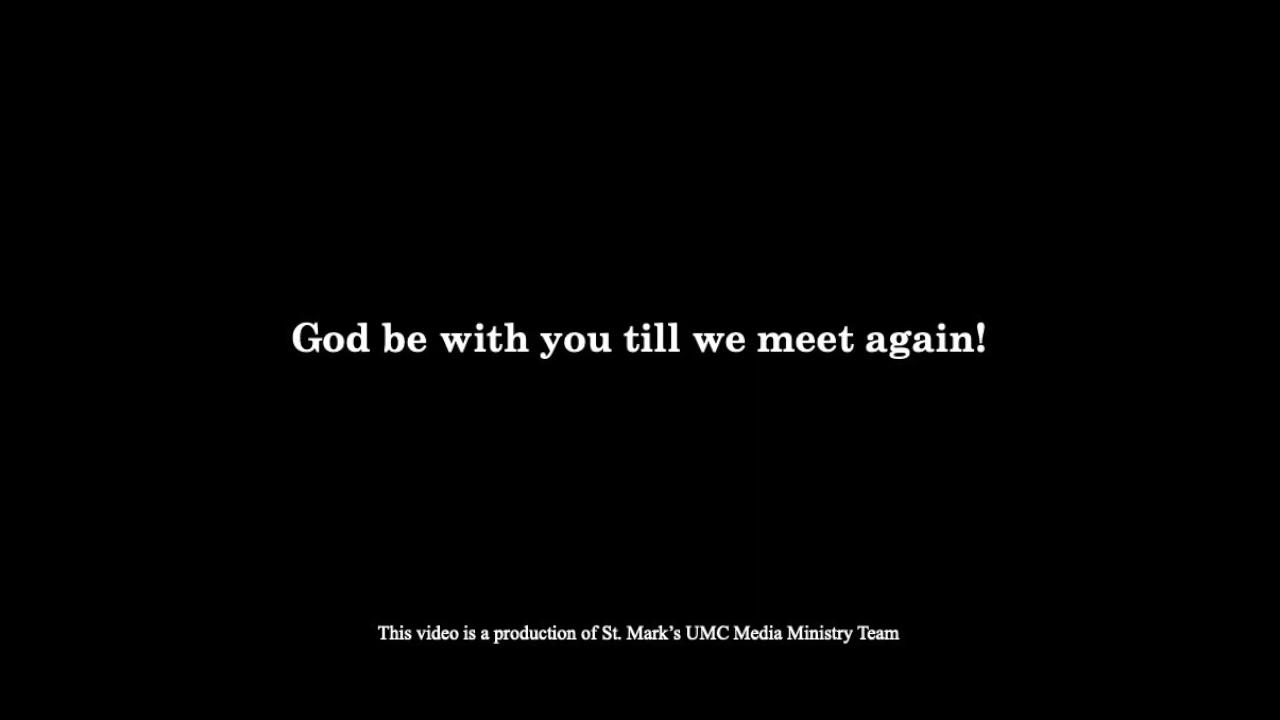 God be with you till we meet again!
This video is a production of St. Mark’s UMC Media Ministry Team